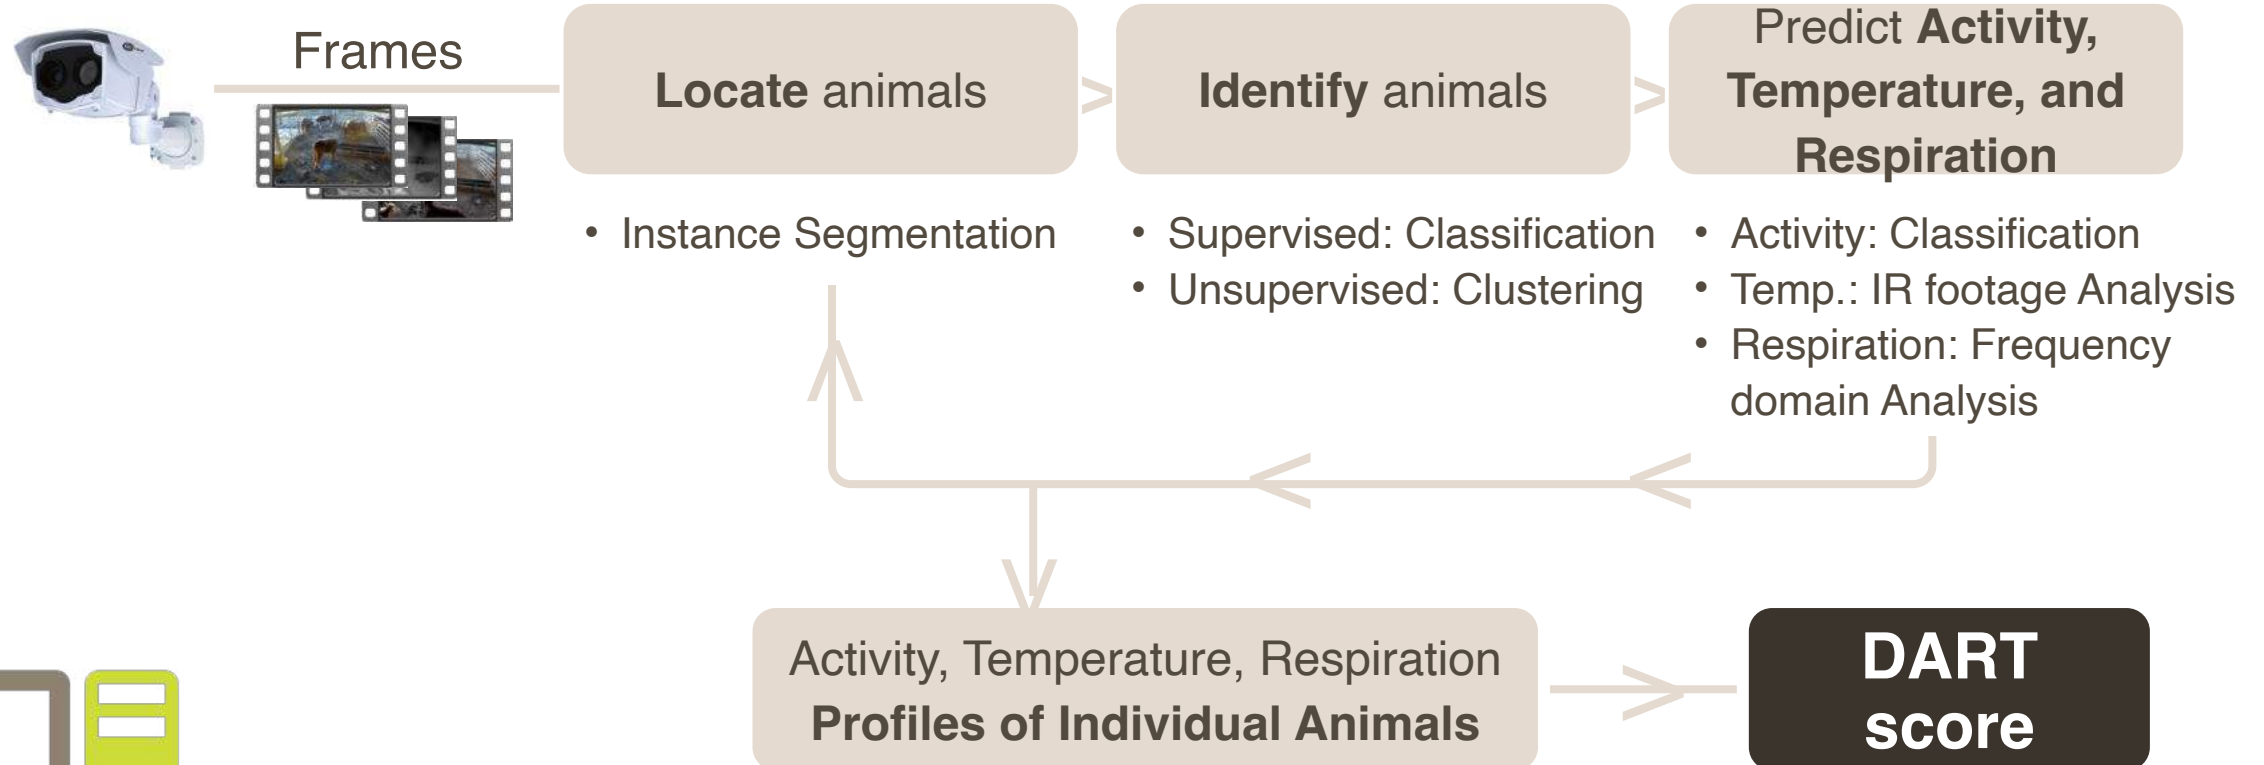 Frames
Locate animals
Identify animals
Predict Activity,
Temperature, and
Respiration
• Instance Segmentation
• Supervised: Classification
• Unsupervised: Clustering
• Activity: Classification
• Temp.: IR footage Analysis
• Respiration: Frequency
domain Analysis
Activity, Temperature, Respiration
Profiles of Individual Animals
DART
score